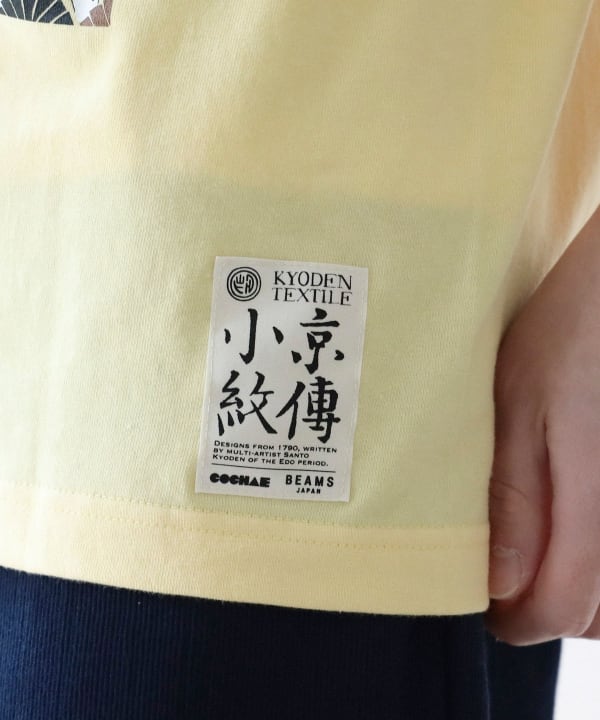 KYODEN
TEXTILE
京傳
小紋
DESIGNS FROM 1790, WRITTEN
BY MULTI-ARTIST SANTO
KYODEN OF THE EDO PERIOD.
COCHAE BEAMS
JAPAN